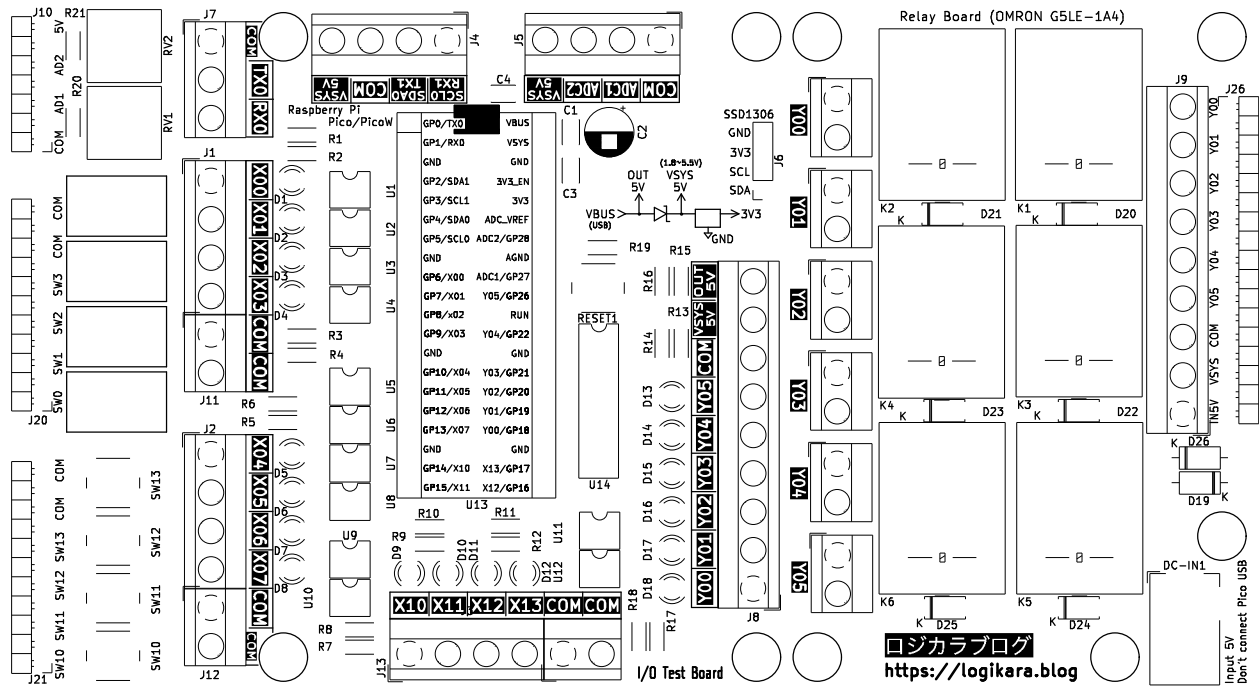 J10
R21
5V
AD2
R20
AD1
COM
RV2
RV1
J7
COM
TX0
RX0
J4
VSYS
5V
COM
SDA0
TX1
SCL0
RX1
C4
J5
VSYS
5V
ADC2
ADC1
COM
Relay Board (OMRON G5LE-1A4)
Raspberry Pi
Pico/PicoW
R1
R2
C1
C2
C3
SSD1306
GND
3V3
SCL
SDA
J6
GP0/TX0 VBUS
GP1/RX0 VSYS
GND GND
GP2/SDA1 3V3_EN
GP3/SCL1 3V3
GP4/SDA0 ADC_VREF
GP5/SCL0 ADC2/GP28
GND AGND
GP6/X00 ADC1/GP27
GP7/X01 Y05/GP26
GP8/x02 RUN
GP9/X03 Y04/GP22
GND GND
GP10/X04 Y03/GP21
GP11/X05 Y02/GP20
GP12/X06 Y01/GP19
GP13/X07 Y00/GP18
GND GND
GP14/X10 X13/GP17
GP15/X11 X12/GP16
U13
OUT
5V
(1.8~5.5V)
VSYS
5V
VBUS
(USB)
3V3
GND
J1
X00
X01
X02
X03
COM
COM
J11
D1
D2
D3
D4
U1
U2
U3
U4
R3
R4
R6
R5
COM
COM
SW3
SW2
SW1
SW0
J20
J2
X04
X05
X06
X07
COM
COM
J12
D5
D6
D7
D8
U5
U6
U7
U8
U9
U10
R8
R7
COM
COM
SW13
SW12
SW11
SW10
J21
SW13
SW12
SW11
SW10
R10
R11
R9
R12
D9
D10
D11
D12
U11
U12
X10
X11
X12
X13
COM
COM
J13
R19
R15
R16
R13
R14
RESET1
U14
OUT
5V
VSYS
5V
COM
Y05
Y04
Y03
Y02
Y01
Y00
J8
D13
D14
D15
D16
D17
D18
R18
R17
I/O Test Board
Y00
Y01
Y02
Y03
Y04
Y05
0
0
K2
K
D21
K1
K
D20
0
0
K4
K
D23
K3
K
D22
0
0
K6
K
D25
K5
K
D24
J9
J26
Y00
Y01
Y02
Y03
Y04
Y05
COM
VSYS
IN5V
K
D26
D19
K
DC-IN1
Input 5V
Don't connect Pico USB
ロジカラブログ
https://logikara.blog